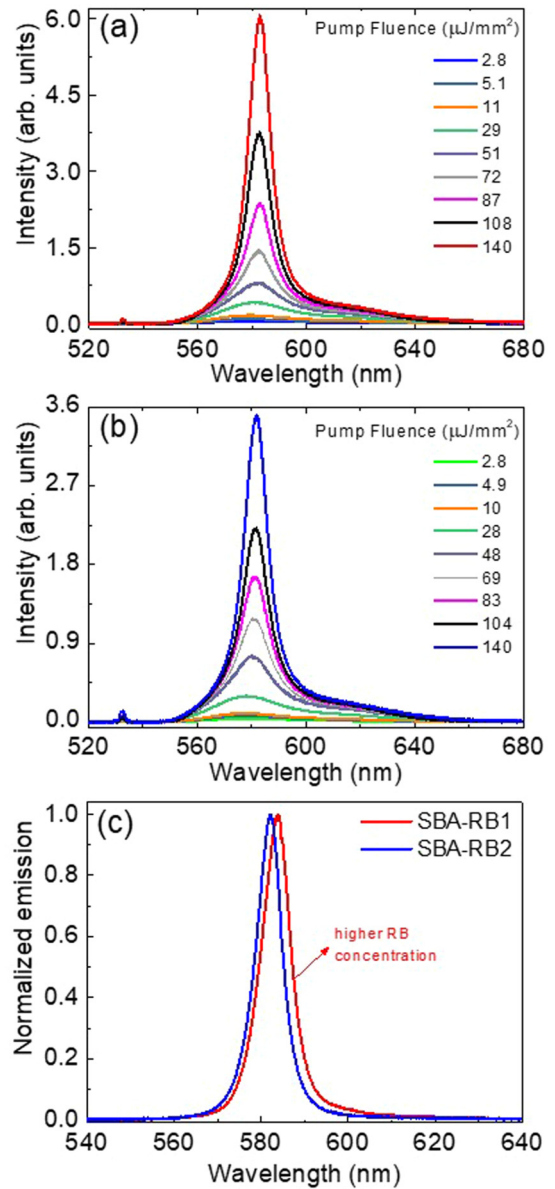 (a)
Pump Fluence (µJ/mm²)
2.8
5.1
11
29
51
72
87
108
140
6.0
4.5
3.0
1.5
0.0
Intensity (arb. units)
520 560 600 640 680
Wavelength (nm)
(b)
Pump Fluence (µJ/mm²)
2.8
4.9
10
28
48
69
83
104
140
3.6
2.7
1.8
0.9
0.0
Intensity (arb. units)
520 560 600 640 680
Wavelength (nm)
(c)
SBA-RB1
SBA-RB2
higher RB
concentration
1.0
0.8
0.6
0.4
0.2
0.0
Normalized emission
540 560 580 600 620 640
Wavelength (nm)